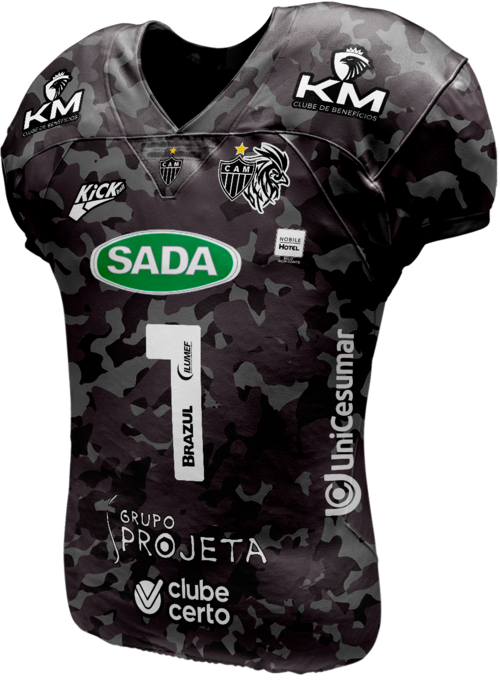 KM
CLUBE DE BENEFÍCIOS
KM
CLUBE DE BENEFÍCIOS
CAM
CAM
KiCK
NOBILE
HOTEL
SADA
1
BRAZUL
ILUMEF
UniCesumar
GRUPO
PROJETA
clube
certo